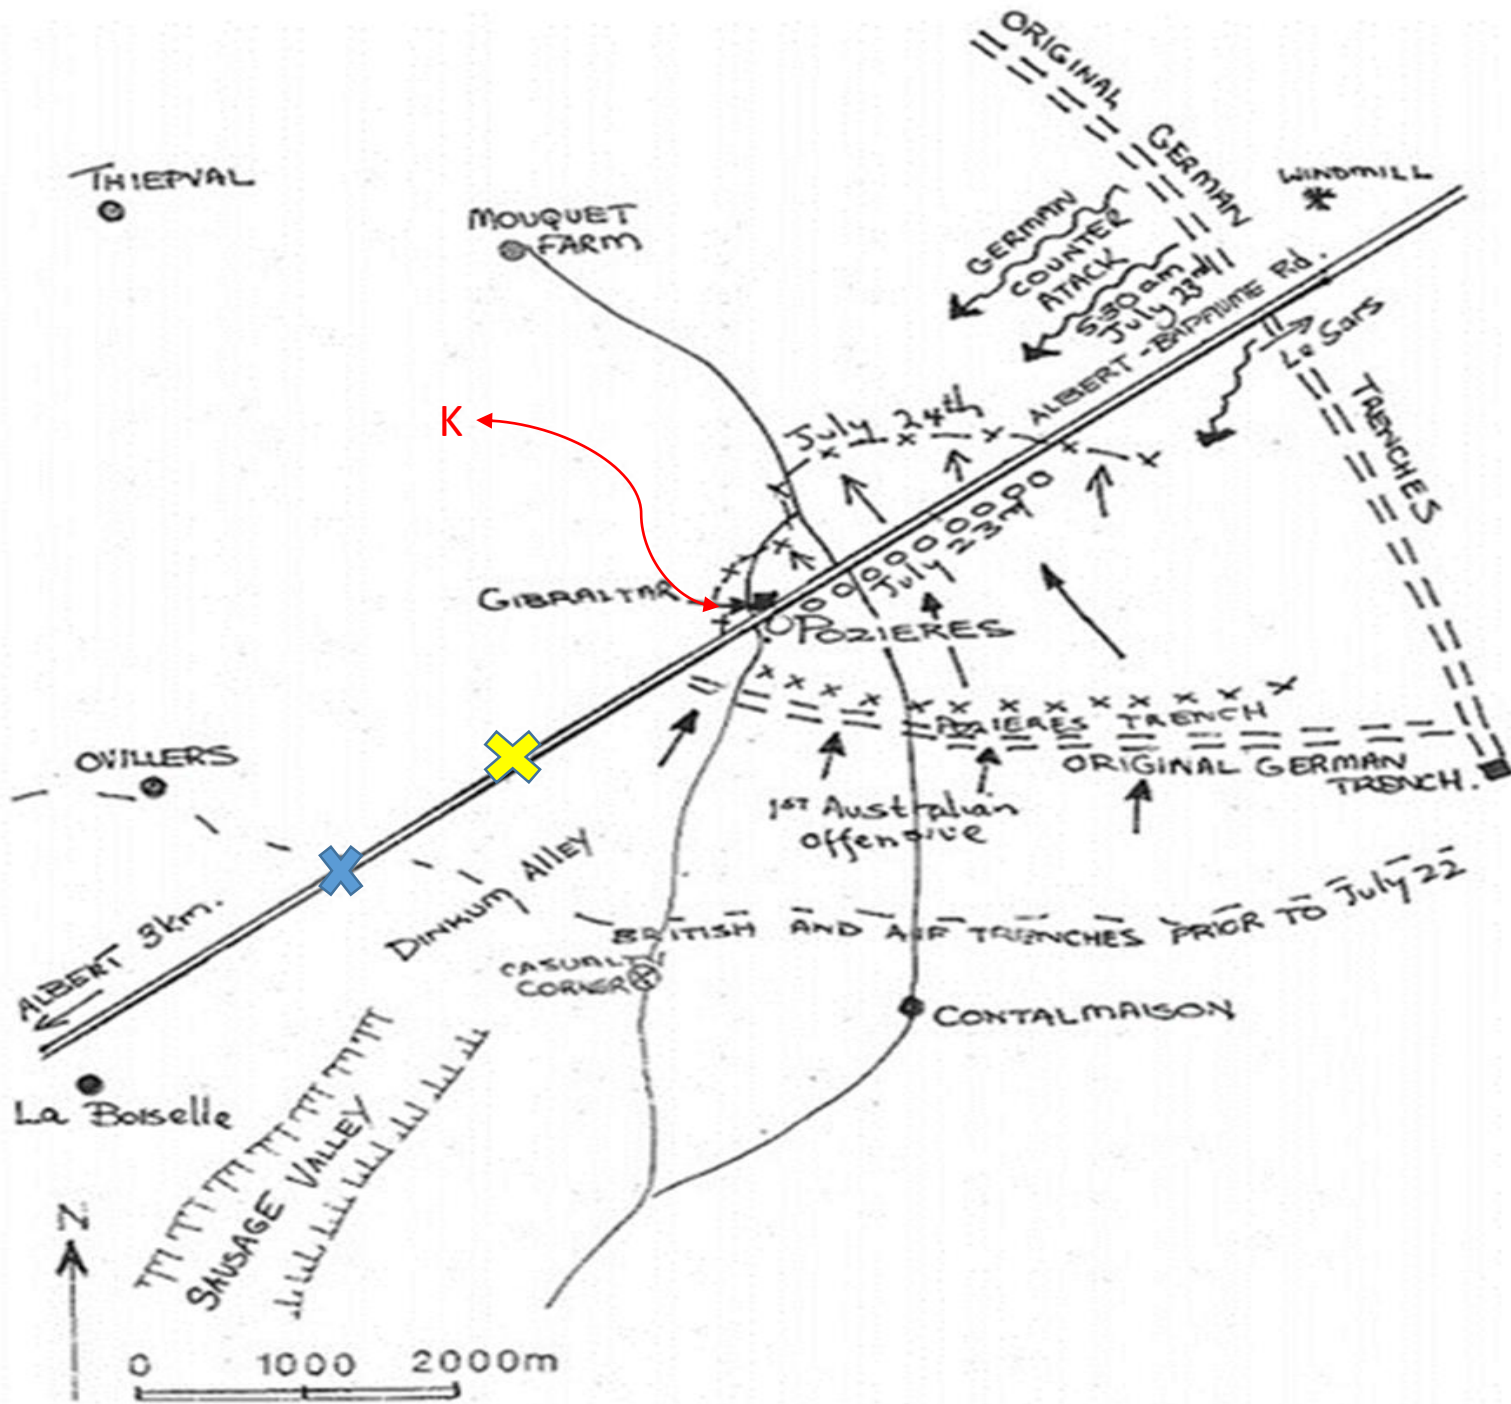 ORIGINAL
GERMAN
THIEPVAL
WINDMILL
MOUQUET
FARM
GERMAN
COUNTER
ATACK
5.30 am
July 23rd
ALBERT-BAPAUME Rd.
Le Sars
TRENCHES
K
July 24th
July 23rd
GIBRALTAR
POZIERES
POZIERES TRENCH
ORIGINAL GERMAN
TRENCH.
OVILLERS
1ST Australian
Offensive
DINKUM Alley
ALBERT 3km.
BRITISH AND AIF TRENCHES PRIOR TO July 22
CASUALTY
CORNER
CONTALMAISON
La Boiselle
SAUSAGE VALLEY
N
0 1000 2000m